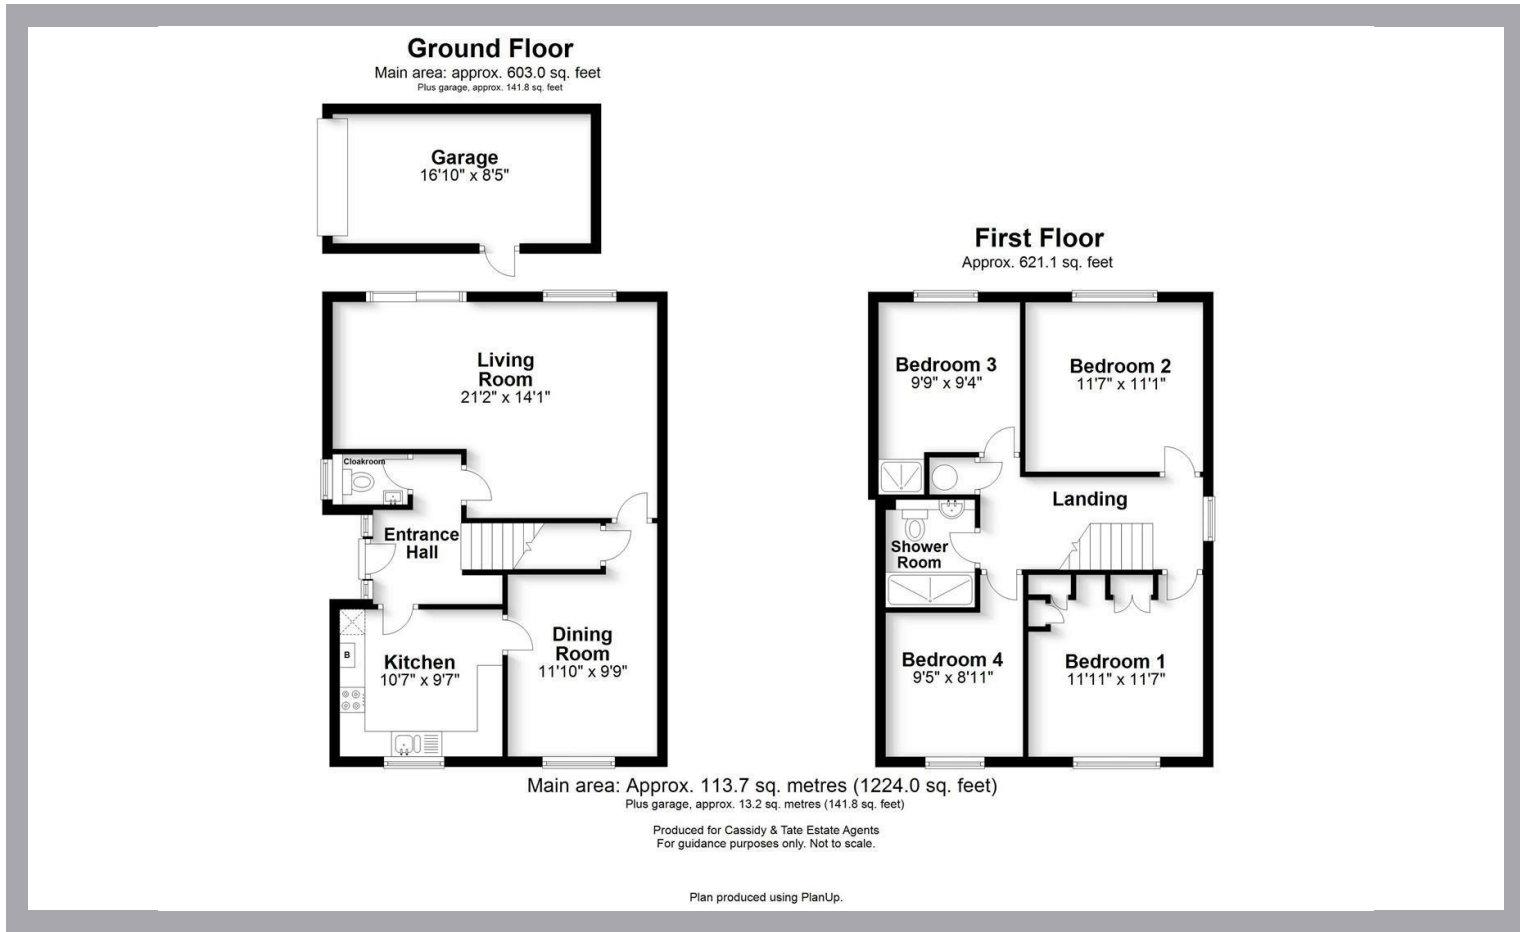 Ground Floor
Main area: approx. 603.0 sq. feet
Plus garage, approx. 141.8 sq. feet
Garage
16'10" x 8'5"
Living
Room
21'2" x 14'1"
Cloakroom
Entrance
Hall
Kitchen
10'7" x 9'7"
B
Dining
Room
11'10" x 9'9"
First Floor
Approx. 621.1 sq. feet
Bedroom 3
9'9" x 9'4"
Bedroom 2
11'7" x 11'1"
Landing
Shower
Room
Bedroom 4
9'5" x 8'11"
Bedroom 1
11'11" x 11'7"
Main area: Approx. 113.7 sq. metres (1224.0 sq. feet)
Plus garage, approx. 13.2 sq. metres (141.8 sq. feet)
Produced for Cassidy & Tate Estate Agents
For guidance purposes only. Not to scale.
Plan produced using PlanUp.